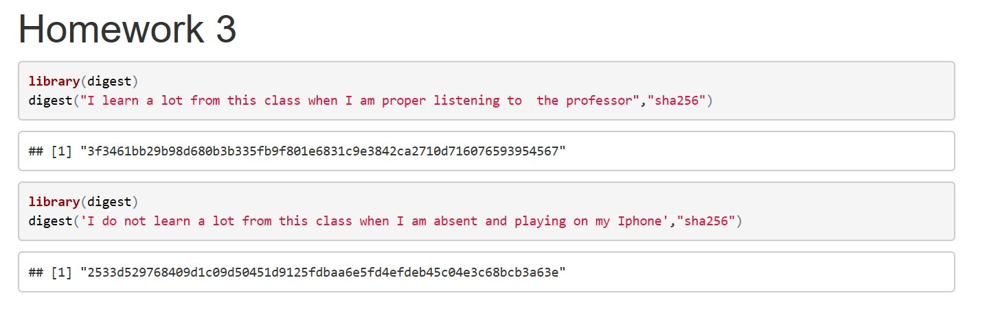 Homework 3
library(digest)
digest("I learn a lot from this class when I am proper listening to  the professor","sha256")
## [1] "3f3461bb29b98d680b3b335fb9f801e6831c9e3842ca2710d716076593954567"
library(digest)
digest('I do not learn a lot from this class when I am absent and playing on my Iphone',"sha256")
## [1] "2533d529768409d1c09d50451d9125fdbaa6e5fd4efdeb45c04e3c68bcb3a63e"